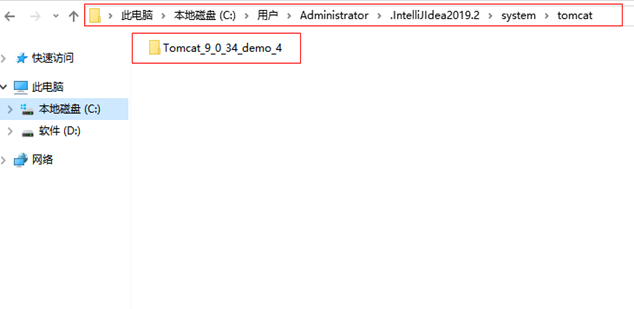 此电脑 › 本地磁盘 (C:) › 用户 › Administrator › .IntelliJIdea2019.2 › system › tomcat
Tomcat_9_0_34_demo_4
快速访问
此电脑
本地磁盘 (C:)
软件 (D:)
网络